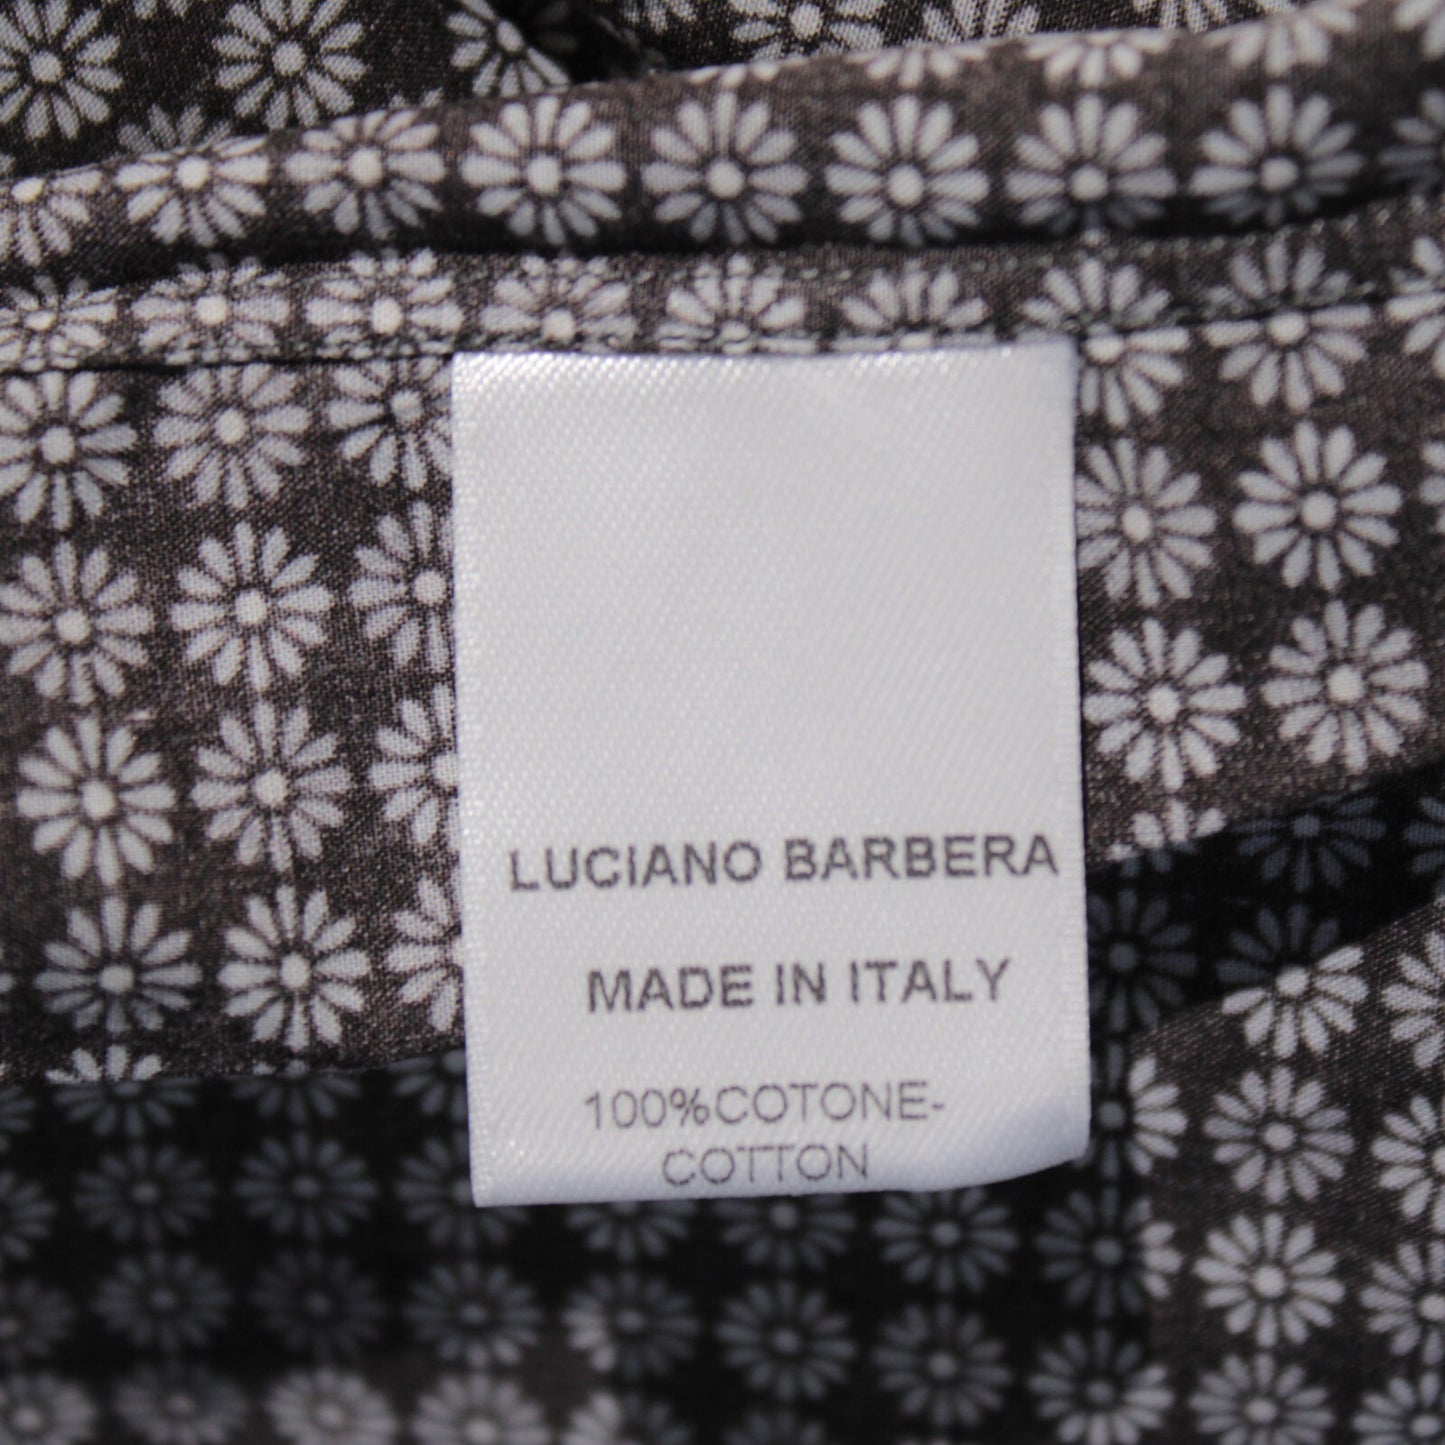 LUCIANO BARBERA
MADE IN ITALY
100%COTONE-
COTTON